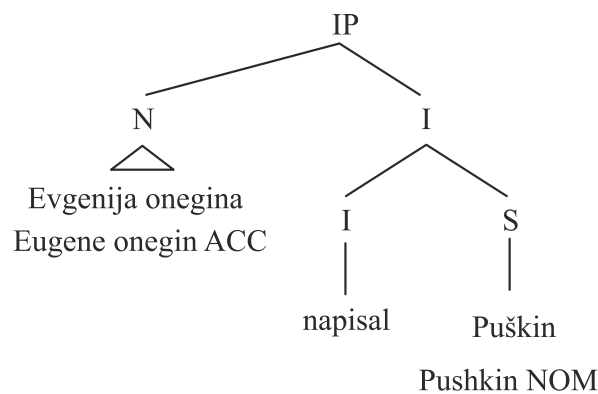 IP
N
I
Evgenija onegina
Eugene onegin ACC
I
S
napisal
Puškin
Pushkin NOM